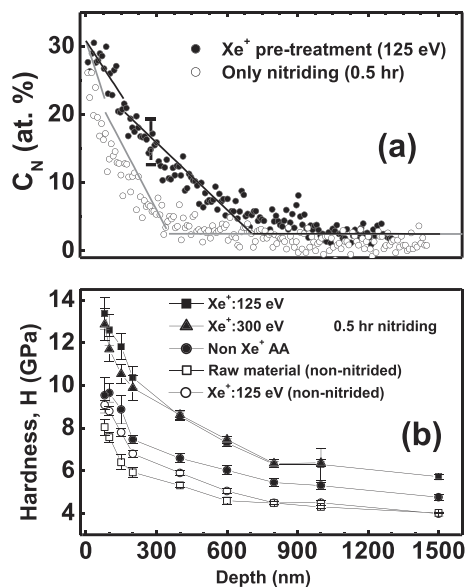 30
20
10
0
C_N (at. %)
Xe⁺ pre-treatment (125 eV)
Only nitriding (0.5 hr)
(a)
14
12
10
8
6
4
Hardness, H (GPa)
Xe⁺:125 eV
Xe⁺:300 eV
0.5 hr nitriding
Non Xe⁺ AA
Raw material (non-nitrided)
Xe⁺:125 eV (non-nitrided)
(b)
0 300 600 900 1200 1500
Depth (nm)